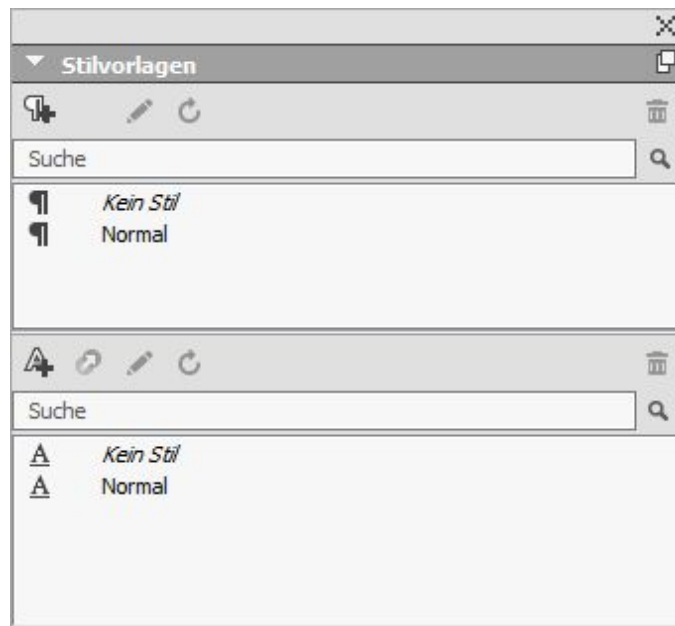 Stilvorlagen
Suche
Kein Stil
Normal
Suche
Kein Stil
Normal